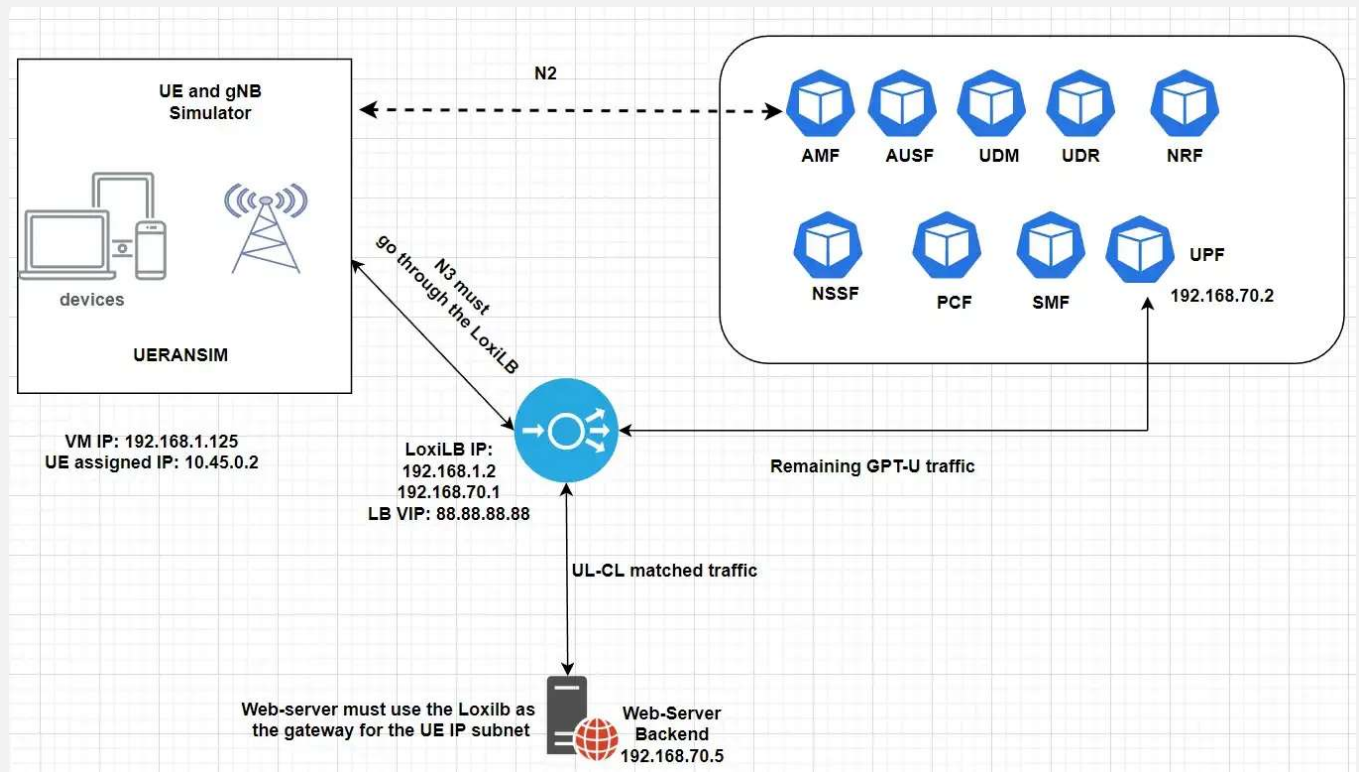 UE and gNB
Simulator
devices
UERANSIM
VM IP: 192.168.1.125
UE assigned IP: 10.45.0.2
N2
AMF
AUSF
UDM
UDR
NRF
NSSF
PCF
SMF
UPF
192.168.70.2
N3 must
go through the LoxiLB
LoxiLB IP:
192.168.1.2
192.168.70.1
LB VIP: 88.88.88.88
Remaining GPT-U traffic
UL-CL matched traffic
Web-server must use the Loxilb as
the gateway for the UE IP subnet
Web-Server
Backend
192.168.70.5